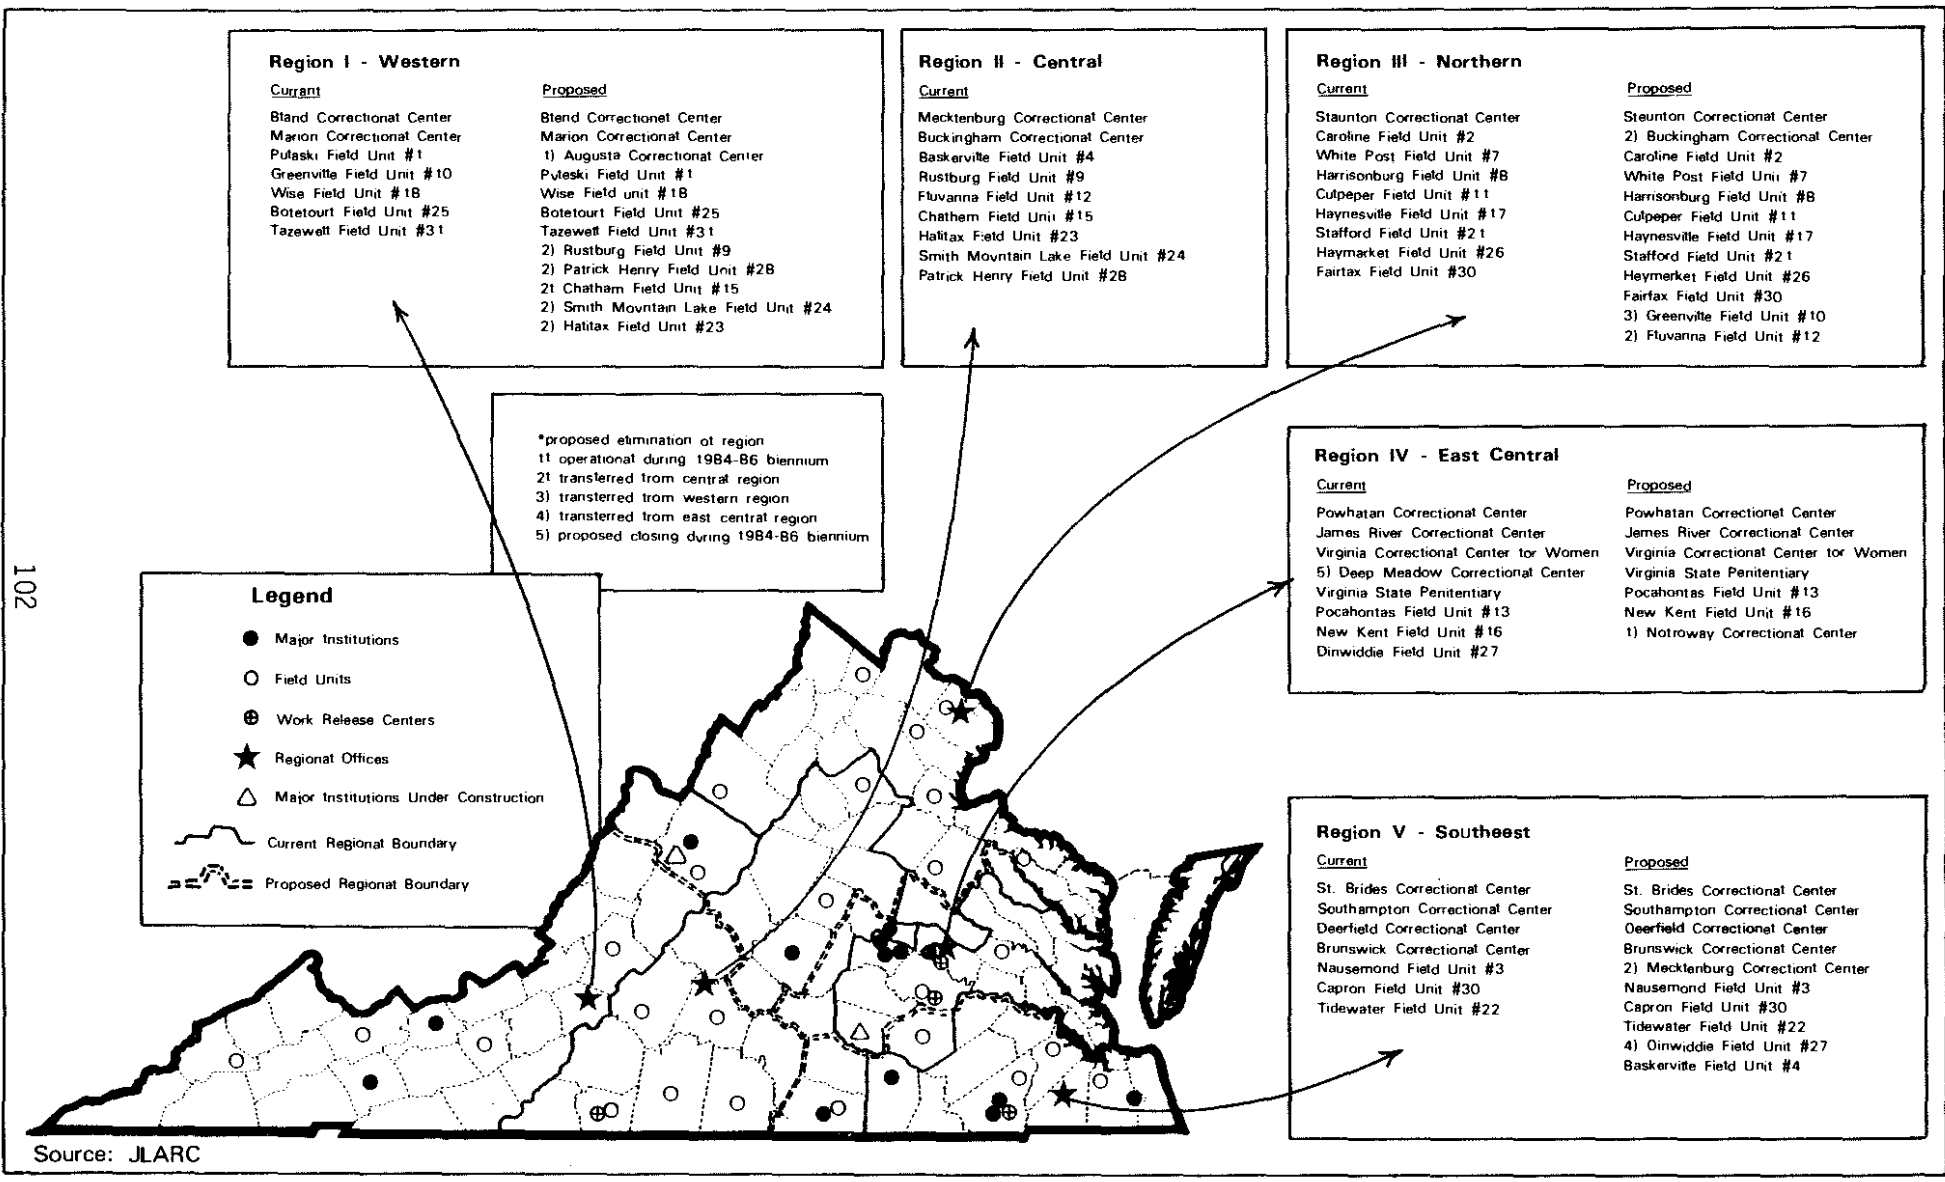 Region I - Western
Current
Bland Correctional Center
Marion Correctional Center
Pulaski Field Unit #1
Greenville Field Unit #10
Wise Field Unit #18
Botetourt Field Unit #25
Tazewell Field Unit #31
Proposed
Blend Correctionet Center
Marion Correctional Center
1) Augusta Correctional Center
Puleski Field Unit #1
Wise Field unit #18
Botetourt Field Unit #25
Tazewell Field Unit #31
2) Rustburg Field Unit #9
2) Patrick Henry Field Unit #28
2) Chatham Field Unit #15
2) Smith Mountain Lake Field Unit #24
2) Halifax Field Unit #23
Region II - Central
Current
Mecklenburg Correctional Center
Buckingham Correctional Center
Baskerville Field Unit #4
Rustburg Field Unit #9
Fluvanna Field Unit #12
Chathem Field Unit #15
Halifax Field Unit #23
Smith Mountain Lake Field Unit #24
Patrick Henry Field Unit #28
Region III - Northern
Current
Staunton Correctional Center
Caroline Field Unit #2
White Post Field Unit #7
Harrisonburg Field Unit #8
Culpeper Field Unit #11
Haynesville Field Unit #17
Stafford Field Unit #21
Haymarket Field Unit #26
Fairfax Field Unit #30
Proposed
Steunton Correctional Center
2) Buckingham Correctional Center
Caroline Field Unit #2
White Post Field Unit #7
Harrisonburg Field Unit #8
Culpeper Field Unit #11
Haynesville Field Unit #17
Stafford Field Unit #21
Heymerket Field Unit #26
Fairfax Field Unit #30
3) Greenville Field Unit #10
2) Fluvanna Field Unit #12
*proposed elimination of region
1) operational during 1984-86 biennium
2) transferred from central region
3) transferred from western region
4) transferred from east central region
5) proposed closing during 1984-86 biennium
Region IV - East Central
Current
Powhatan Correctional Center
James River Correctional Center
Virginia Correctional Center for Women
5) Deep Meadow Correctional Center
Virginia State Penitentiary
Pocahontas Field Unit #13
New Kent Field Unit #16
Dinwiddie Field Unit #27
Proposed
Powhatan Correctionet Center
Jemes River Correctional Center
Virginia Correctional Center for Women
Virginia State Penitentiary
Pocahontas Field Unit #13
New Kent Field Unit #16
1) Nottoway Correctional Center
102
Legend
Major Institutions
Field Units
Work Releese Centers
Regional Offices
Major Institutions Under Construction
Current Regional Boundary
Proposed Regional Boundary
Region V - Southeest
Current
St. Brides Correctional Center
Southampton Correctional Center
Deerfield Correctional Center
Brunswick Correctional Center
Nausemond Field Unit #3
Capron Field Unit #30
Tidewater Field Unit #22
Proposed
St. Brides Correctional Center
Southampton Correctional Center
Deerfield Correctionel Center
Brunswick Correctional Center
2) Mecklenburg Correctiont Center
Nausemond Field Unit #3
Capron Field Unit #30
Tidewater Field Unit #22
4) Dinwiddie Field Unit #27
Baskerville Field Unit #4
Source: JLARC